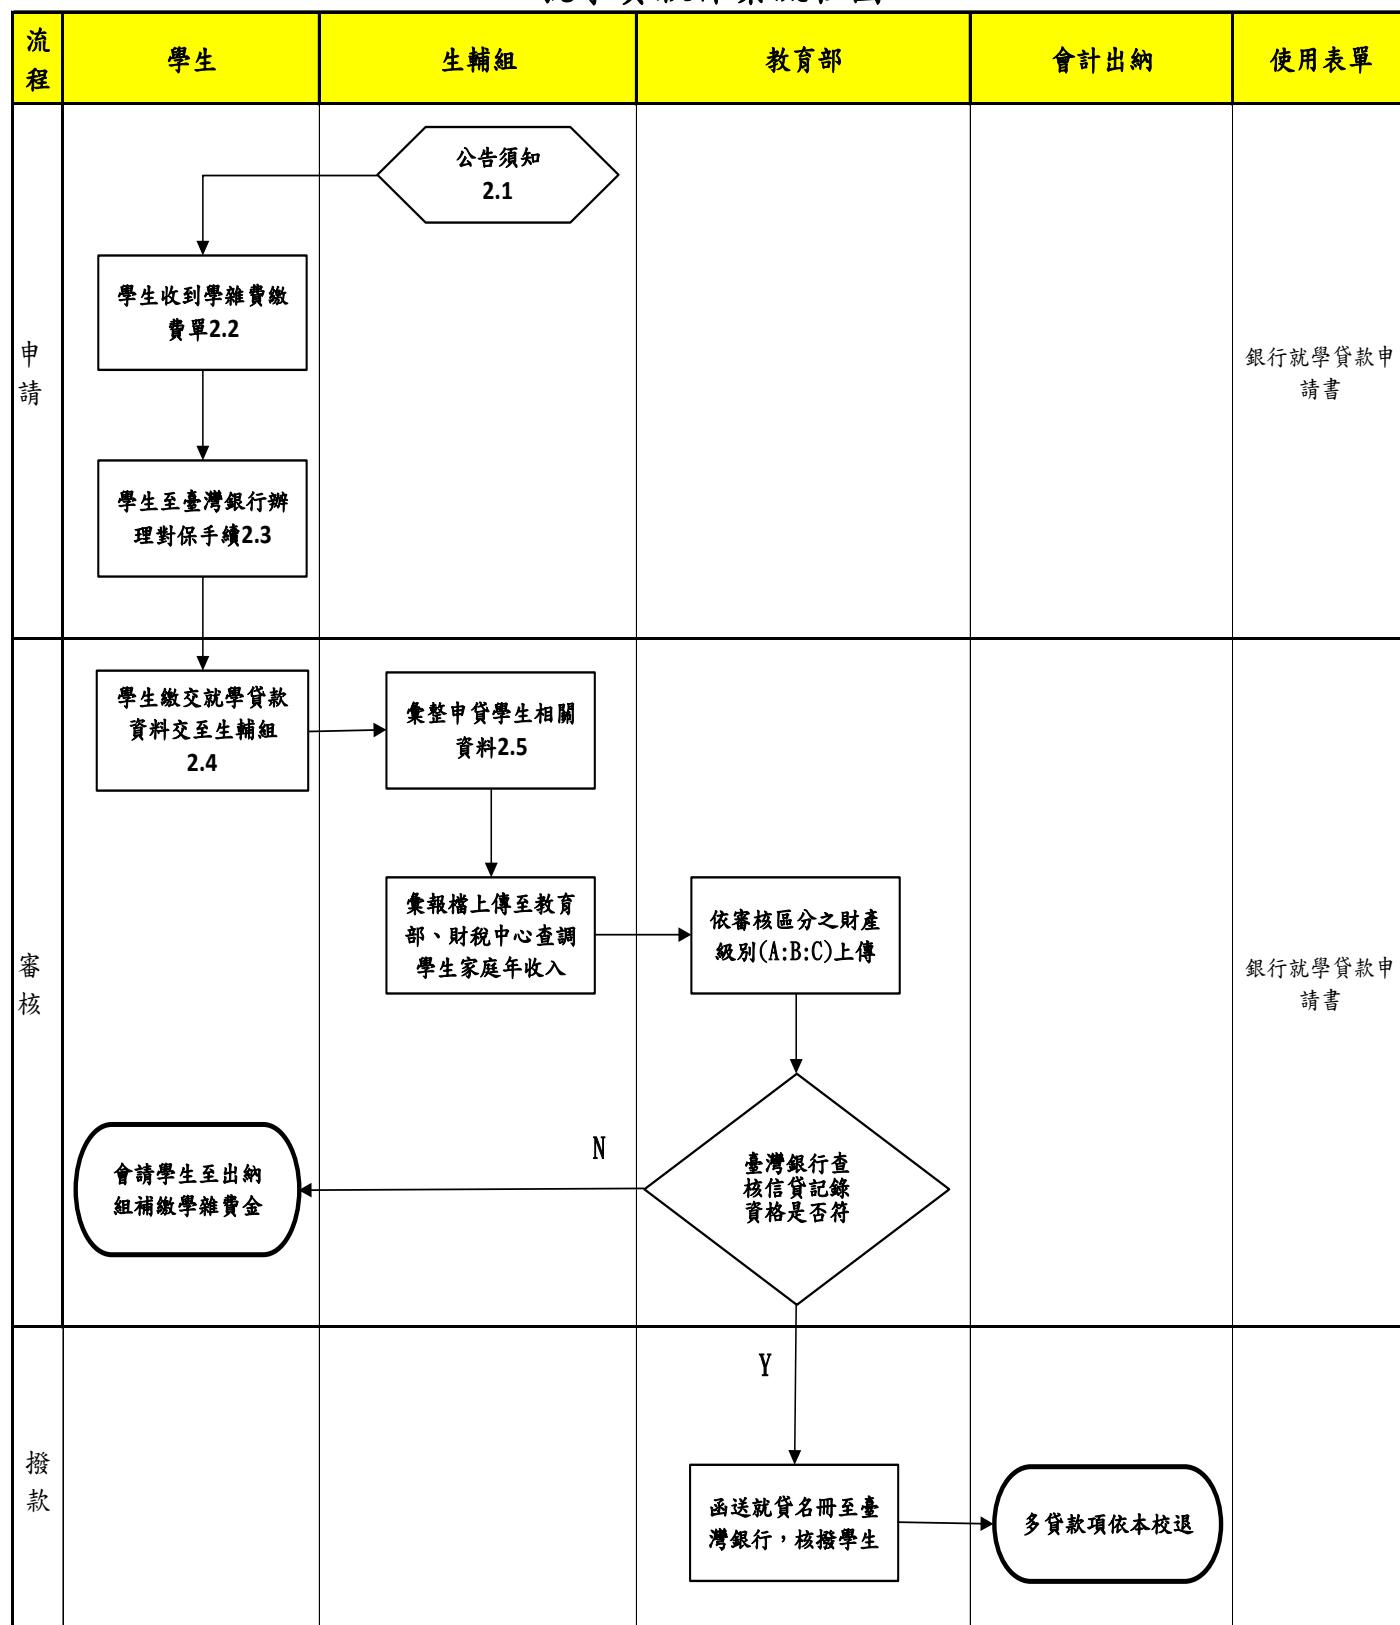 流
程
學生
生輔組
教育部
會計出納
使用表單
公告須知
2.1
學生收到學雜費繳
費單2.2
申
請
銀行就學貸款申
請書
學生至臺灣銀行辦
理對保手續2.3
學生繳交就學貸款
資料交至生輔組
2.4
彙整申貸學生相關
資料2.5
彙報檔上傳至教育
部、財稅中心查調
學生家庭年收入
依審核區分之財產
級別(A:B:C)上傳
審
核
銀行就學貸款申
請書
N
會請學生至出納
組補繳學雜費金
臺灣銀行查
核信貸記錄
資格是否符
Y
撥
款
函送就貸名冊至臺
灣銀行，核撥學生
多貸款項依本校退